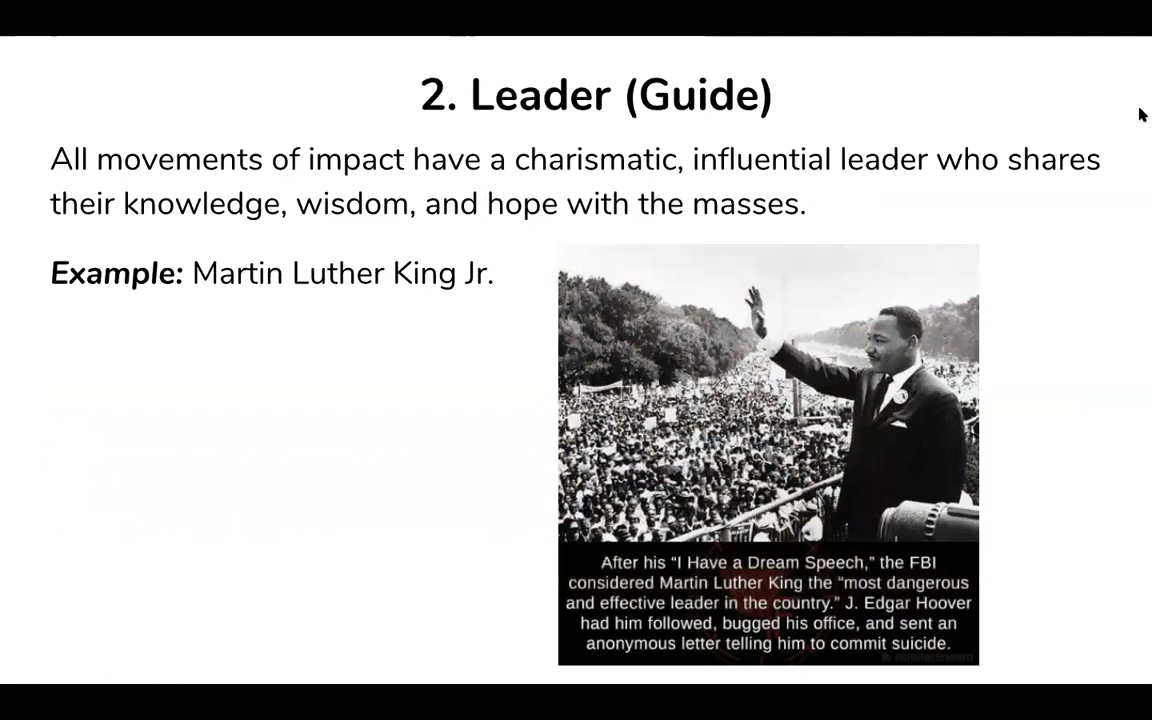 2. Leader (Guide)
All movements of impact have a charismatic, influential leader who shares
their knowledge, wisdom, and hope with the masses.
Example: Martin Luther King Jr.
After his “I Have a Dream Speech,” the FBI
considered Martin Luther King the “most dangerous
and effective leader in the country.” J. Edgar Hoover
had him followed, bugged his office, and sent an
anonymous letter telling him to commit suicide.